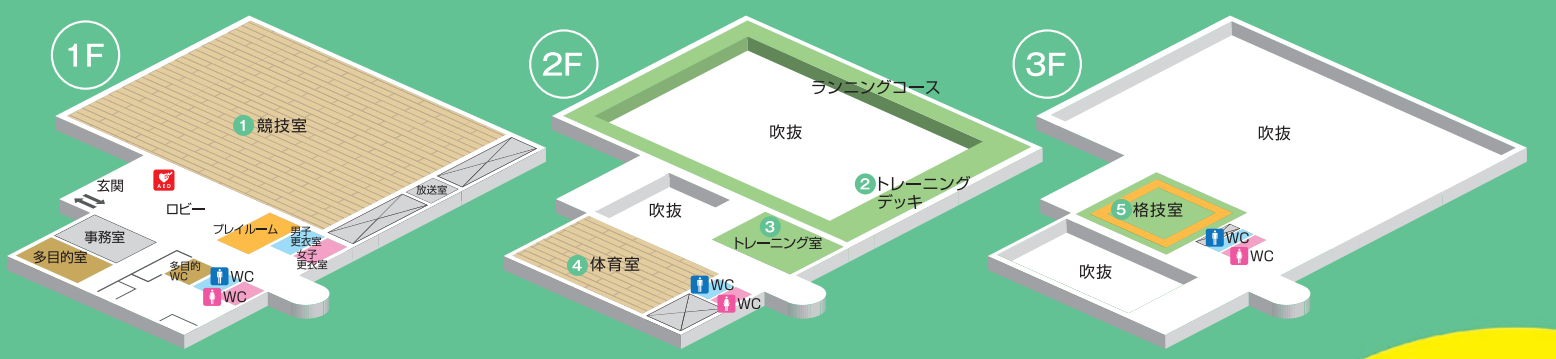 1F
1 競技室
玄関
AED
ロビー
放送室
事務室
プレイルーム
男子
更衣室
女子
更衣室
多目的室
多目的
WC
WC
WC
2F
ランニングコース
吹抜
2 トレーニング
デッキ
吹抜
3
トレーニング室
4 体育室
WC
WC
3F
吹抜
5 格技室
WC
WC
吹抜